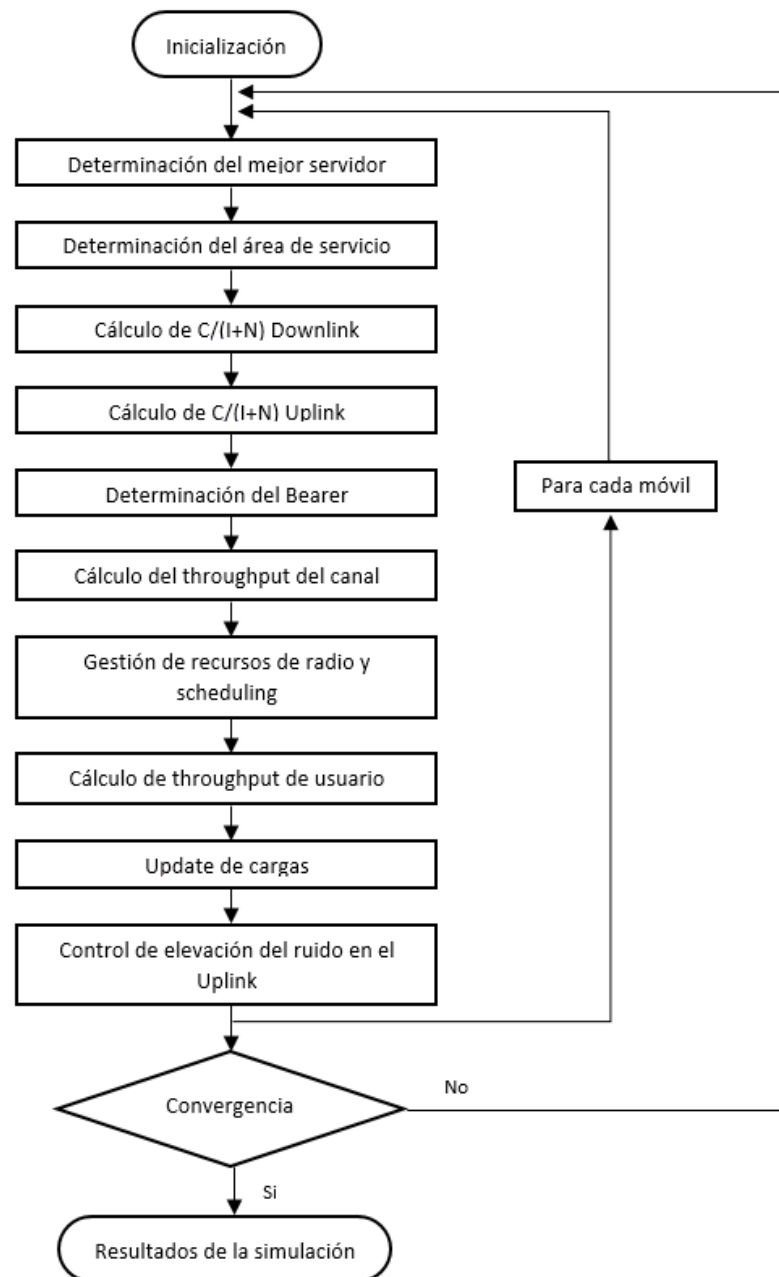 Inicialización
Determinación del mejor servidor
Determinación del área de servicio
Cálculo de C/(I+N) Downlink
Cálculo de C/(I+N) Uplink
Determinación del Bearer
Para cada móvil
Cálculo del throughput del canal
Gestión de recursos de radio y
scheduling
Cálculo de throughput de usuario
Update de cargas
Control de elevación del ruido en el
Uplink
Convergencia
No
Si
Resultados de la simulación